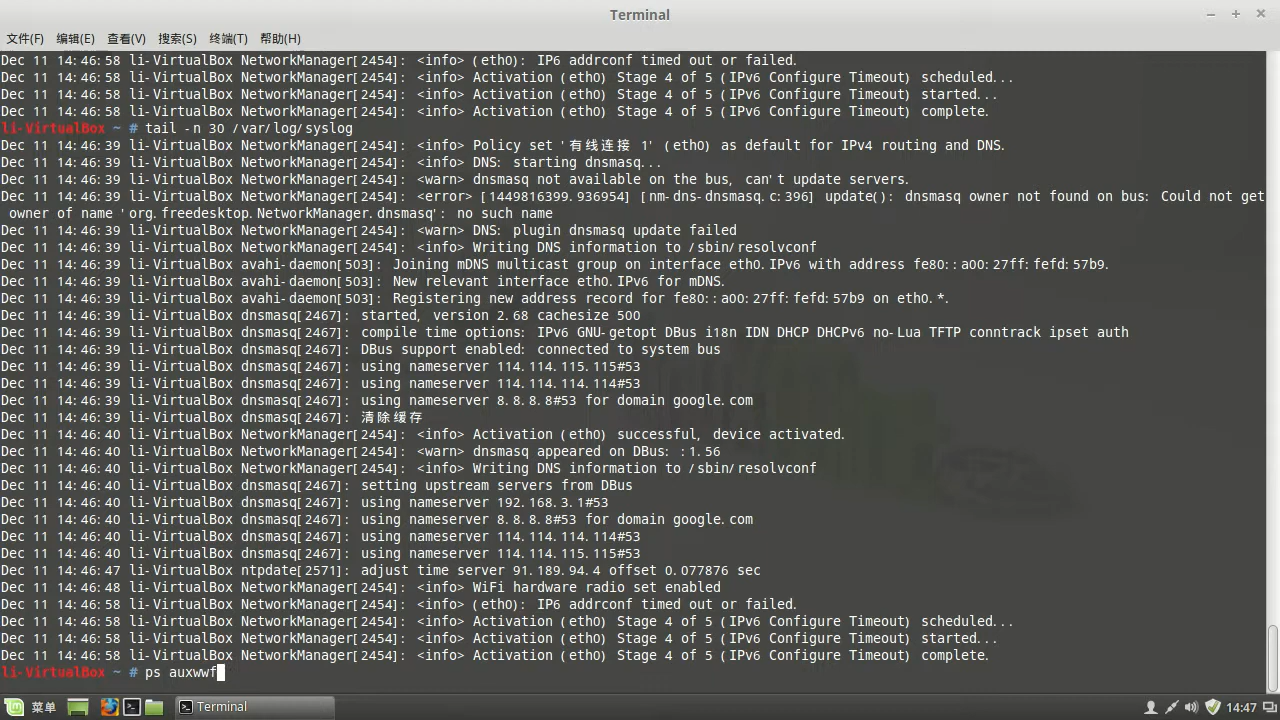 Terminal
文件(F) 编辑(E) 查看(V) 搜索(S) 终端(T) 帮助(H)
Dec 11 14:46:58 li-VirtualBox NetworkManager[2454]: <info> (eth0): IP6 addrconf timed out or failed.
Dec 11 14:46:58 li-VirtualBox NetworkManager[2454]: <info> Activation (eth0) Stage 4 of 5 (IPv6 Configure Timeout) scheduled...
Dec 11 14:46:58 li-VirtualBox NetworkManager[2454]: <info> Activation (eth0) Stage 4 of 5 (IPv6 Configure Timeout) started...
Dec 11 14:46:58 li-VirtualBox NetworkManager[2454]: <info> Activation (eth0) Stage 4 of 5 (IPv6 Configure Timeout) complete.
li-VirtualBox ~ # tail -n 30 /var/log/syslog
Dec 11 14:46:39 li-VirtualBox NetworkManager[2454]: <info> Policy set '有线连接 1' (eth0) as default for IPv4 routing and DNS.
Dec 11 14:46:39 li-VirtualBox NetworkManager[2454]: <info> DNS: starting dnsmasq...
Dec 11 14:46:39 li-VirtualBox NetworkManager[2454]: <warn> dnsmasq not available on the bus, can't update servers.
Dec 11 14:46:39 li-VirtualBox NetworkManager[2454]: <error> [1449816399.936954] [nm-dns-dnsmasq.c:396] update(): dnsmasq owner not found on bus: Could not get
owner of name 'org.freedesktop.NetworkManager.dnsmasq': no such name
Dec 11 14:46:39 li-VirtualBox NetworkManager[2454]: <warn> DNS: plugin dnsmasq update failed
Dec 11 14:46:39 li-VirtualBox NetworkManager[2454]: <info> Writing DNS information to /sbin/resolvconf
Dec 11 14:46:39 li-VirtualBox avahi-daemon[503]: Joining mDNS multicast group on interface eth0.IPv6 with address fe80::a00:27ff:fefd:57b9.
Dec 11 14:46:39 li-VirtualBox avahi-daemon[503]: New relevant interface eth0.IPv6 for mDNS.
Dec 11 14:46:39 li-VirtualBox avahi-daemon[503]: Registering new address record for fe80::a00:27ff:fefd:57b9 on eth0.*.
Dec 11 14:46:39 li-VirtualBox dnsmasq[2467]: started, version 2.68 cachesize 500
Dec 11 14:46:39 li-VirtualBox dnsmasq[2467]: compile time options: IPv6 GNU-getopt DBus i18n IDN DHCP DHCPv6 no-Lua TFTP conntrack ipset auth
Dec 11 14:46:39 li-VirtualBox dnsmasq[2467]: DBus support enabled: connected to system bus
Dec 11 14:46:39 li-VirtualBox dnsmasq[2467]: using nameserver 114.114.115.115#53
Dec 11 14:46:39 li-VirtualBox dnsmasq[2467]: using nameserver 114.114.114.114#53
Dec 11 14:46:39 li-VirtualBox dnsmasq[2467]: using nameserver 8.8.8.8#53 for domain google.com
Dec 11 14:46:39 li-VirtualBox dnsmasq[2467]: 清除缓存
Dec 11 14:46:40 li-VirtualBox NetworkManager[2454]: <info> Activation (eth0) successful, device activated.
Dec 11 14:46:40 li-VirtualBox NetworkManager[2454]: <warn> dnsmasq appeared on DBus: :1.56
Dec 11 14:46:40 li-VirtualBox NetworkManager[2454]: <info> Writing DNS information to /sbin/resolvconf
Dec 11 14:46:40 li-VirtualBox dnsmasq[2467]: setting upstream servers from DBus
Dec 11 14:46:40 li-VirtualBox dnsmasq[2467]: using nameserver 192.168.3.1#53
Dec 11 14:46:40 li-VirtualBox dnsmasq[2467]: using nameserver 8.8.8.8#53 for domain google.com
Dec 11 14:46:40 li-VirtualBox dnsmasq[2467]: using nameserver 114.114.114.114#53
Dec 11 14:46:40 li-VirtualBox dnsmasq[2467]: using nameserver 114.114.115.115#53
Dec 11 14:46:47 li-VirtualBox ntpdate[2571]: adjust time server 91.189.94.4 offset 0.077876 sec
Dec 11 14:46:48 li-VirtualBox NetworkManager[2454]: <info> WiFi hardware radio set enabled
Dec 11 14:46:58 li-VirtualBox NetworkManager[2454]: <info> (eth0): IP6 addrconf timed out or failed.
Dec 11 14:46:58 li-VirtualBox NetworkManager[2454]: <info> Activation (eth0) Stage 4 of 5 (IPv6 Configure Timeout) scheduled...
Dec 11 14:46:58 li-VirtualBox NetworkManager[2454]: <info> Activation (eth0) Stage 4 of 5 (IPv6 Configure Timeout) started...
Dec 11 14:46:58 li-VirtualBox NetworkManager[2454]: <info> Activation (eth0) Stage 4 of 5 (IPv6 Configure Timeout) complete.
li-VirtualBox ~ # ps auxwwf
菜单 Terminal 14:47